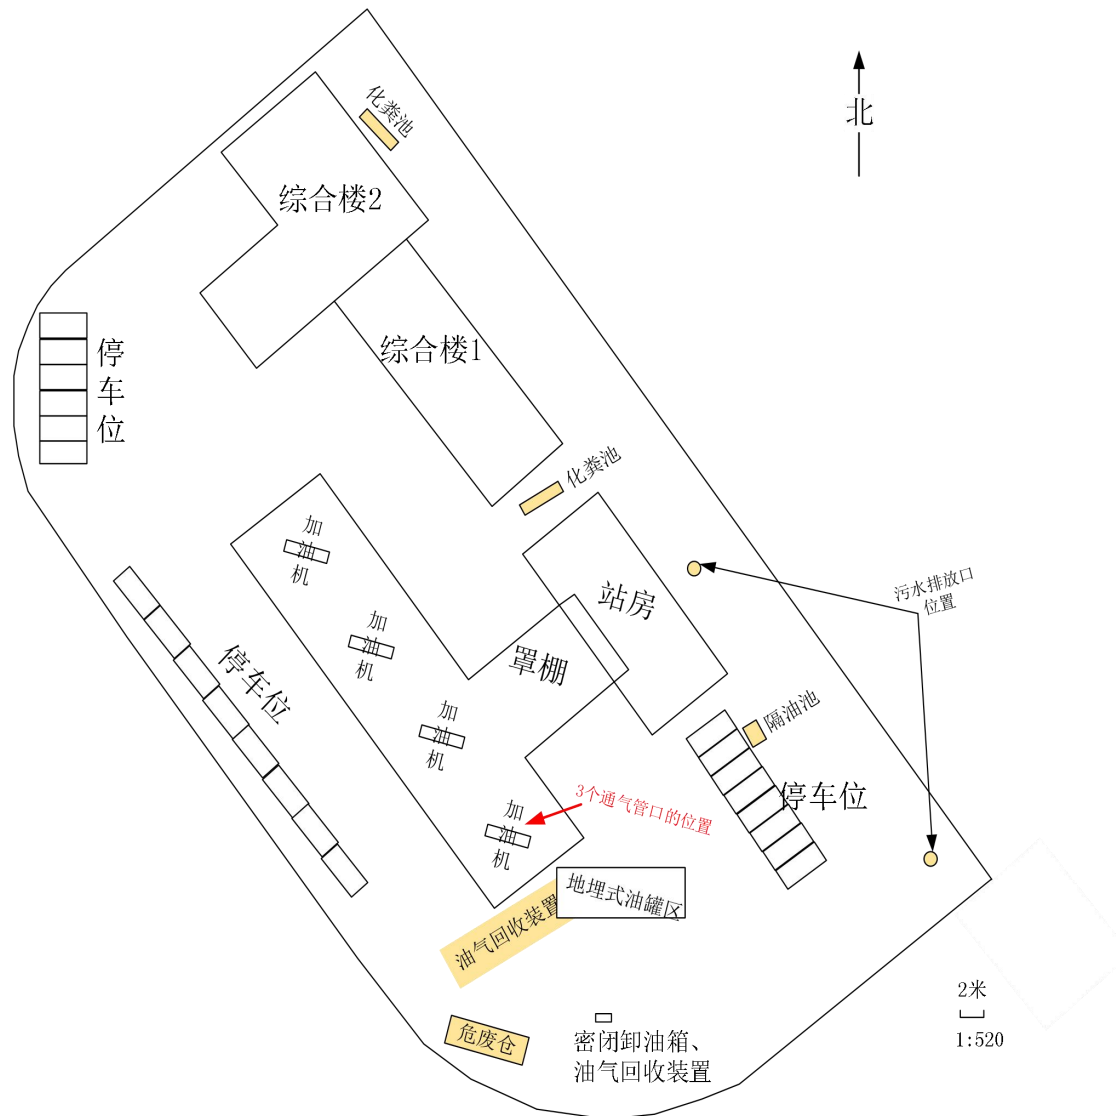 化粪池
北
综合楼2
综合楼1
停
车
位
化粪池
加
油
机
站房
污水排放口
位置
加
油
机
罩棚
停车位
加
油
机
隔油池
停车位
3个通气管口的位置
加
油
机
地埋式油罐区
油气回收装置
2米
1:520
危废仓
密闭卸油箱、
油气回收装置